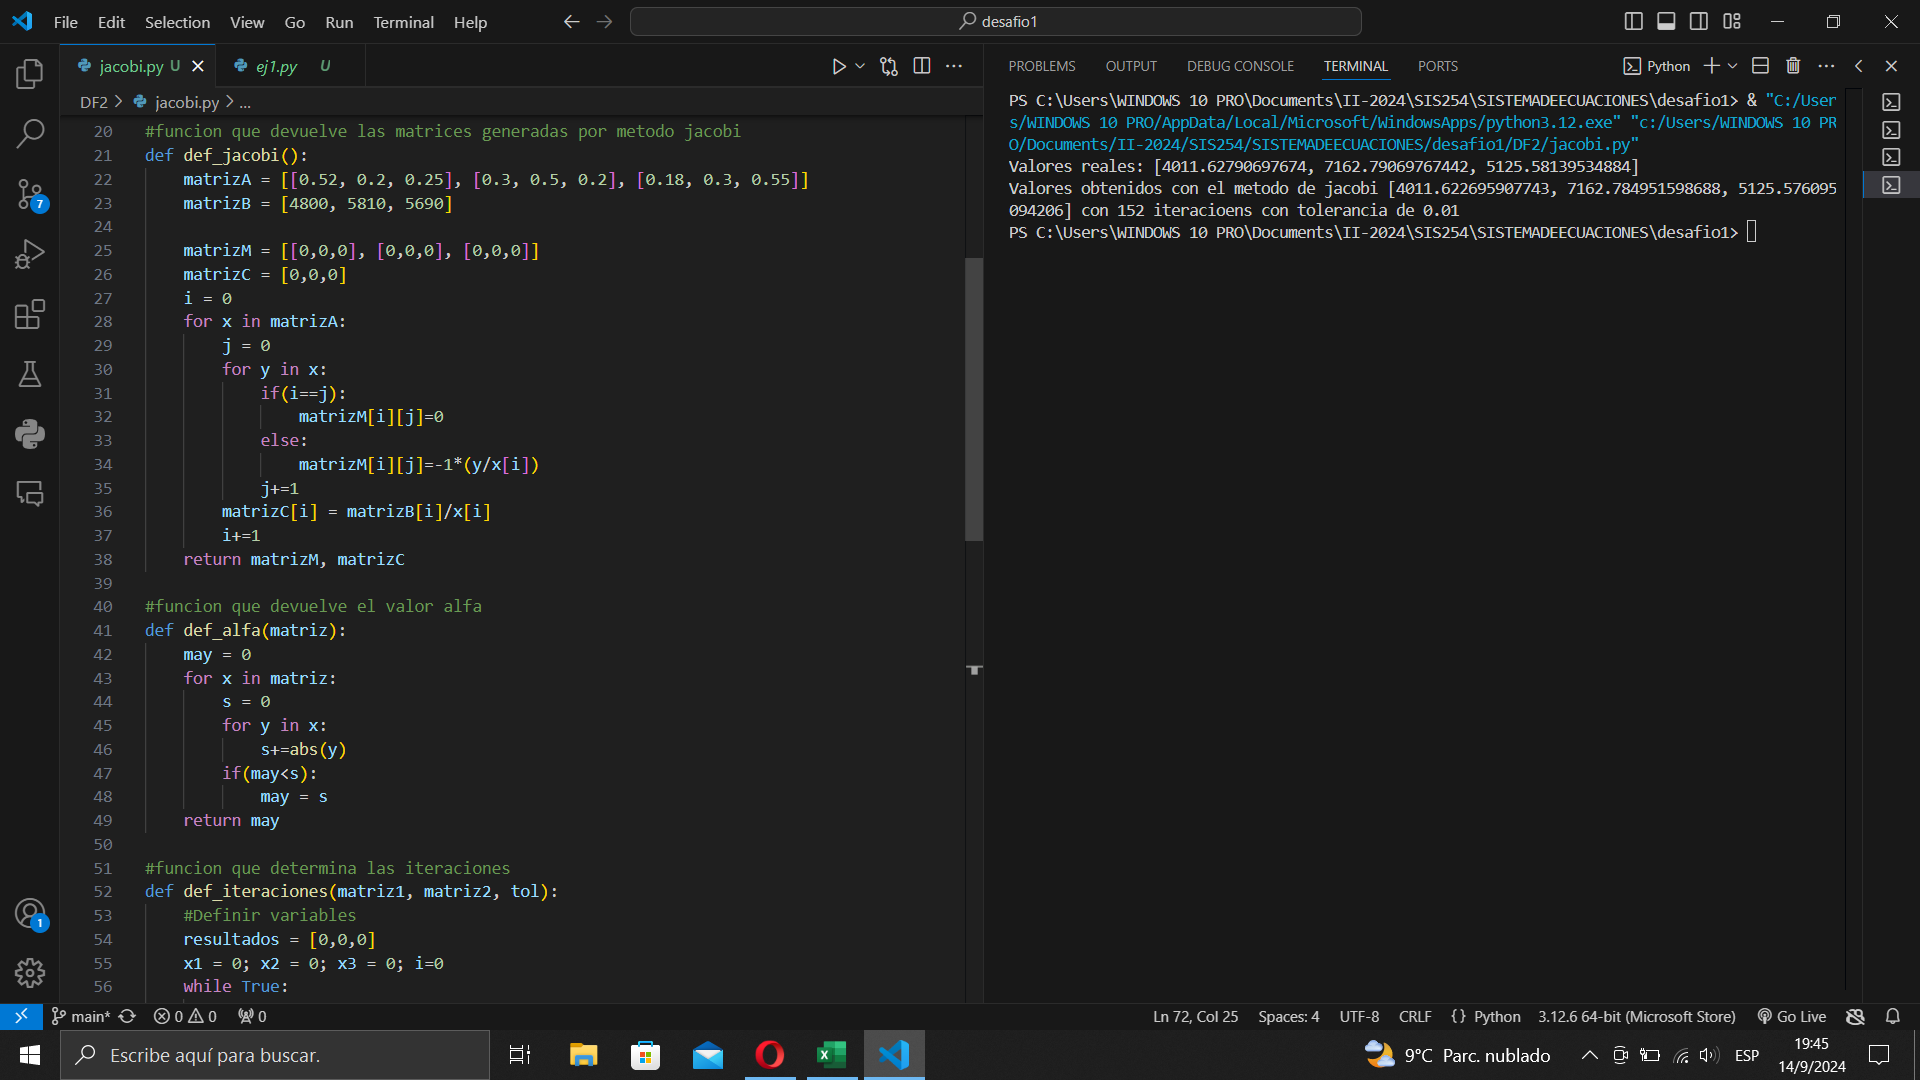 File Edit Selection View Go Run Terminal Help
desafio1
jacobi.py U
ej1.py U
DF2 > jacobi.py > ...
20 #funcion que devuelve las matrices generadas por metodo jacobi
21 def def_jacobi():
22 matrizA = [[0.52, 0.2, 0.25], [0.3, 0.5, 0.2], [0.18, 0.3, 0.55]]
23 matrizB = [4800, 5810, 5690]
24
25 matrizM = [[0,0,0], [0,0,0], [0,0,0]]
26 matrizC = [0,0,0]
27 i = 0
28 for x in matrizA:
29 j = 0
30 for y in x:
31 if(i==j):
32 matrizM[i][j]=0
33 else:
34 matrizM[i][j]=-1*(y/x[i])
35 j+=1
36 matrizC[i] = matrizB[i]/x[i]
37 i+=1
38 return matrizM, matrizC
39
40 #funcion que devuelve el valor alfa
41 def def_alfa(matriz):
42 may = 0
43 for x in matriz:
44 s = 0
45 for y in x:
46 s+=abs(y)
47 if(may<s):
48 may = s
49 return may
50
51 #funcion que determina las iteraciones
52 def def_iteraciones(matriz1, matriz2, tol):
53 #Definir variables
54 resultados = [0,0,0]
55 x1 = 0; x2 = 0; x3 = 0; i=0
56 while True:
PROBLEMS OUTPUT DEBUG CONSOLE TERMINAL PORTS
Python
PS C:\Users\WINDOWS 10 PRO\Documents\II-2024\SIS254\SISTEMADEECUACIONES\desafio1> & "C:/User
s/WINDOWS 10 PRO/AppData/Local/Microsoft/WindowsApps/python3.12.exe" "c:/Users/WINDOWS 10 PR
O/Documents/II-2024/SIS254/SISTEMADEECUACIONES/desafio1/DF2/jacobi.py"
Valores reales: [4011.62790697674, 7162.79069767442, 5125.58139534884]
Valores obtenidos con el metodo de jacobi [4011.622695907743, 7162.784951598688, 5125.576095
094206] con 152 iteracioens con tolerancia de 0.01
PS C:\Users\WINDOWS 10 PRO\Documents\II-2024\SIS254\SISTEMADEECUACIONES\desafio1>
7
1
main* 0 0 0
Ln 72, Col 25 Spaces: 4 UTF-8 CRLF {} Python 3.12.6 64-bit (Microsoft Store) Go Live
Escribe aquí para buscar.
9°C Parc. nublado
ESP
19:45
14/9/2024